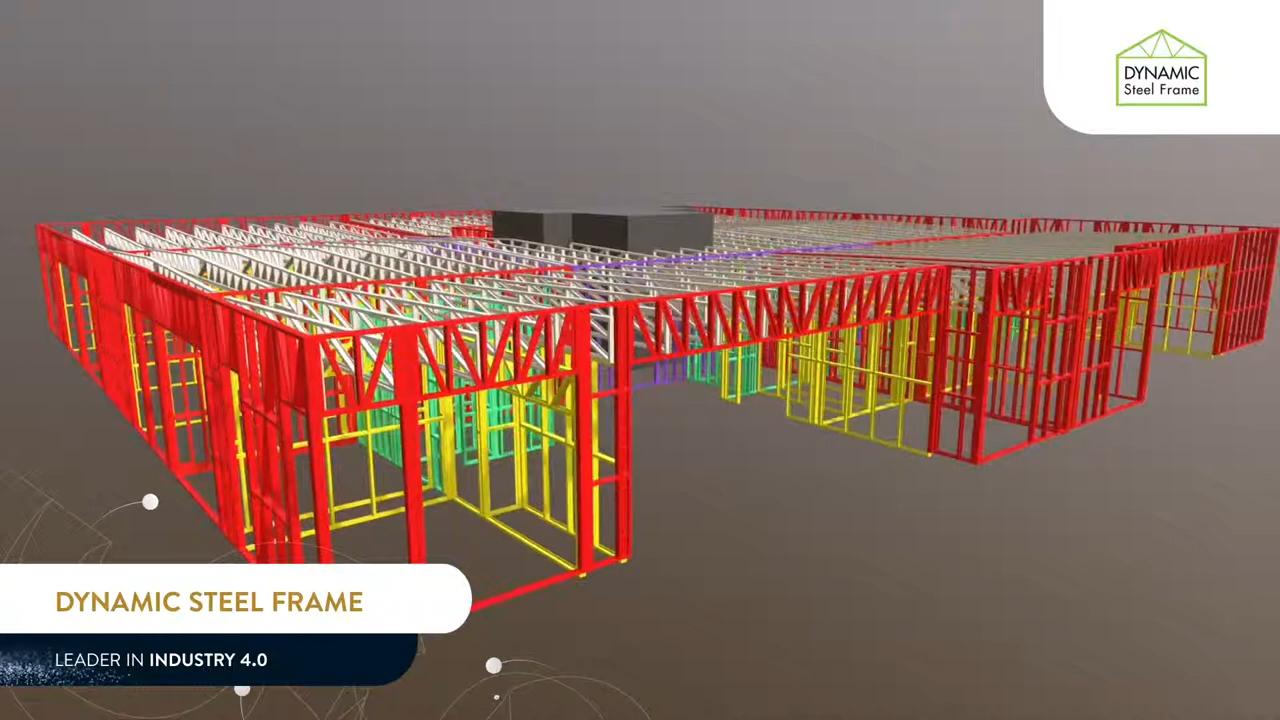 DYNAMIC
Steel Frame
DYNAMIC STEEL FRAME
LEADER IN INDUSTRY 4.0